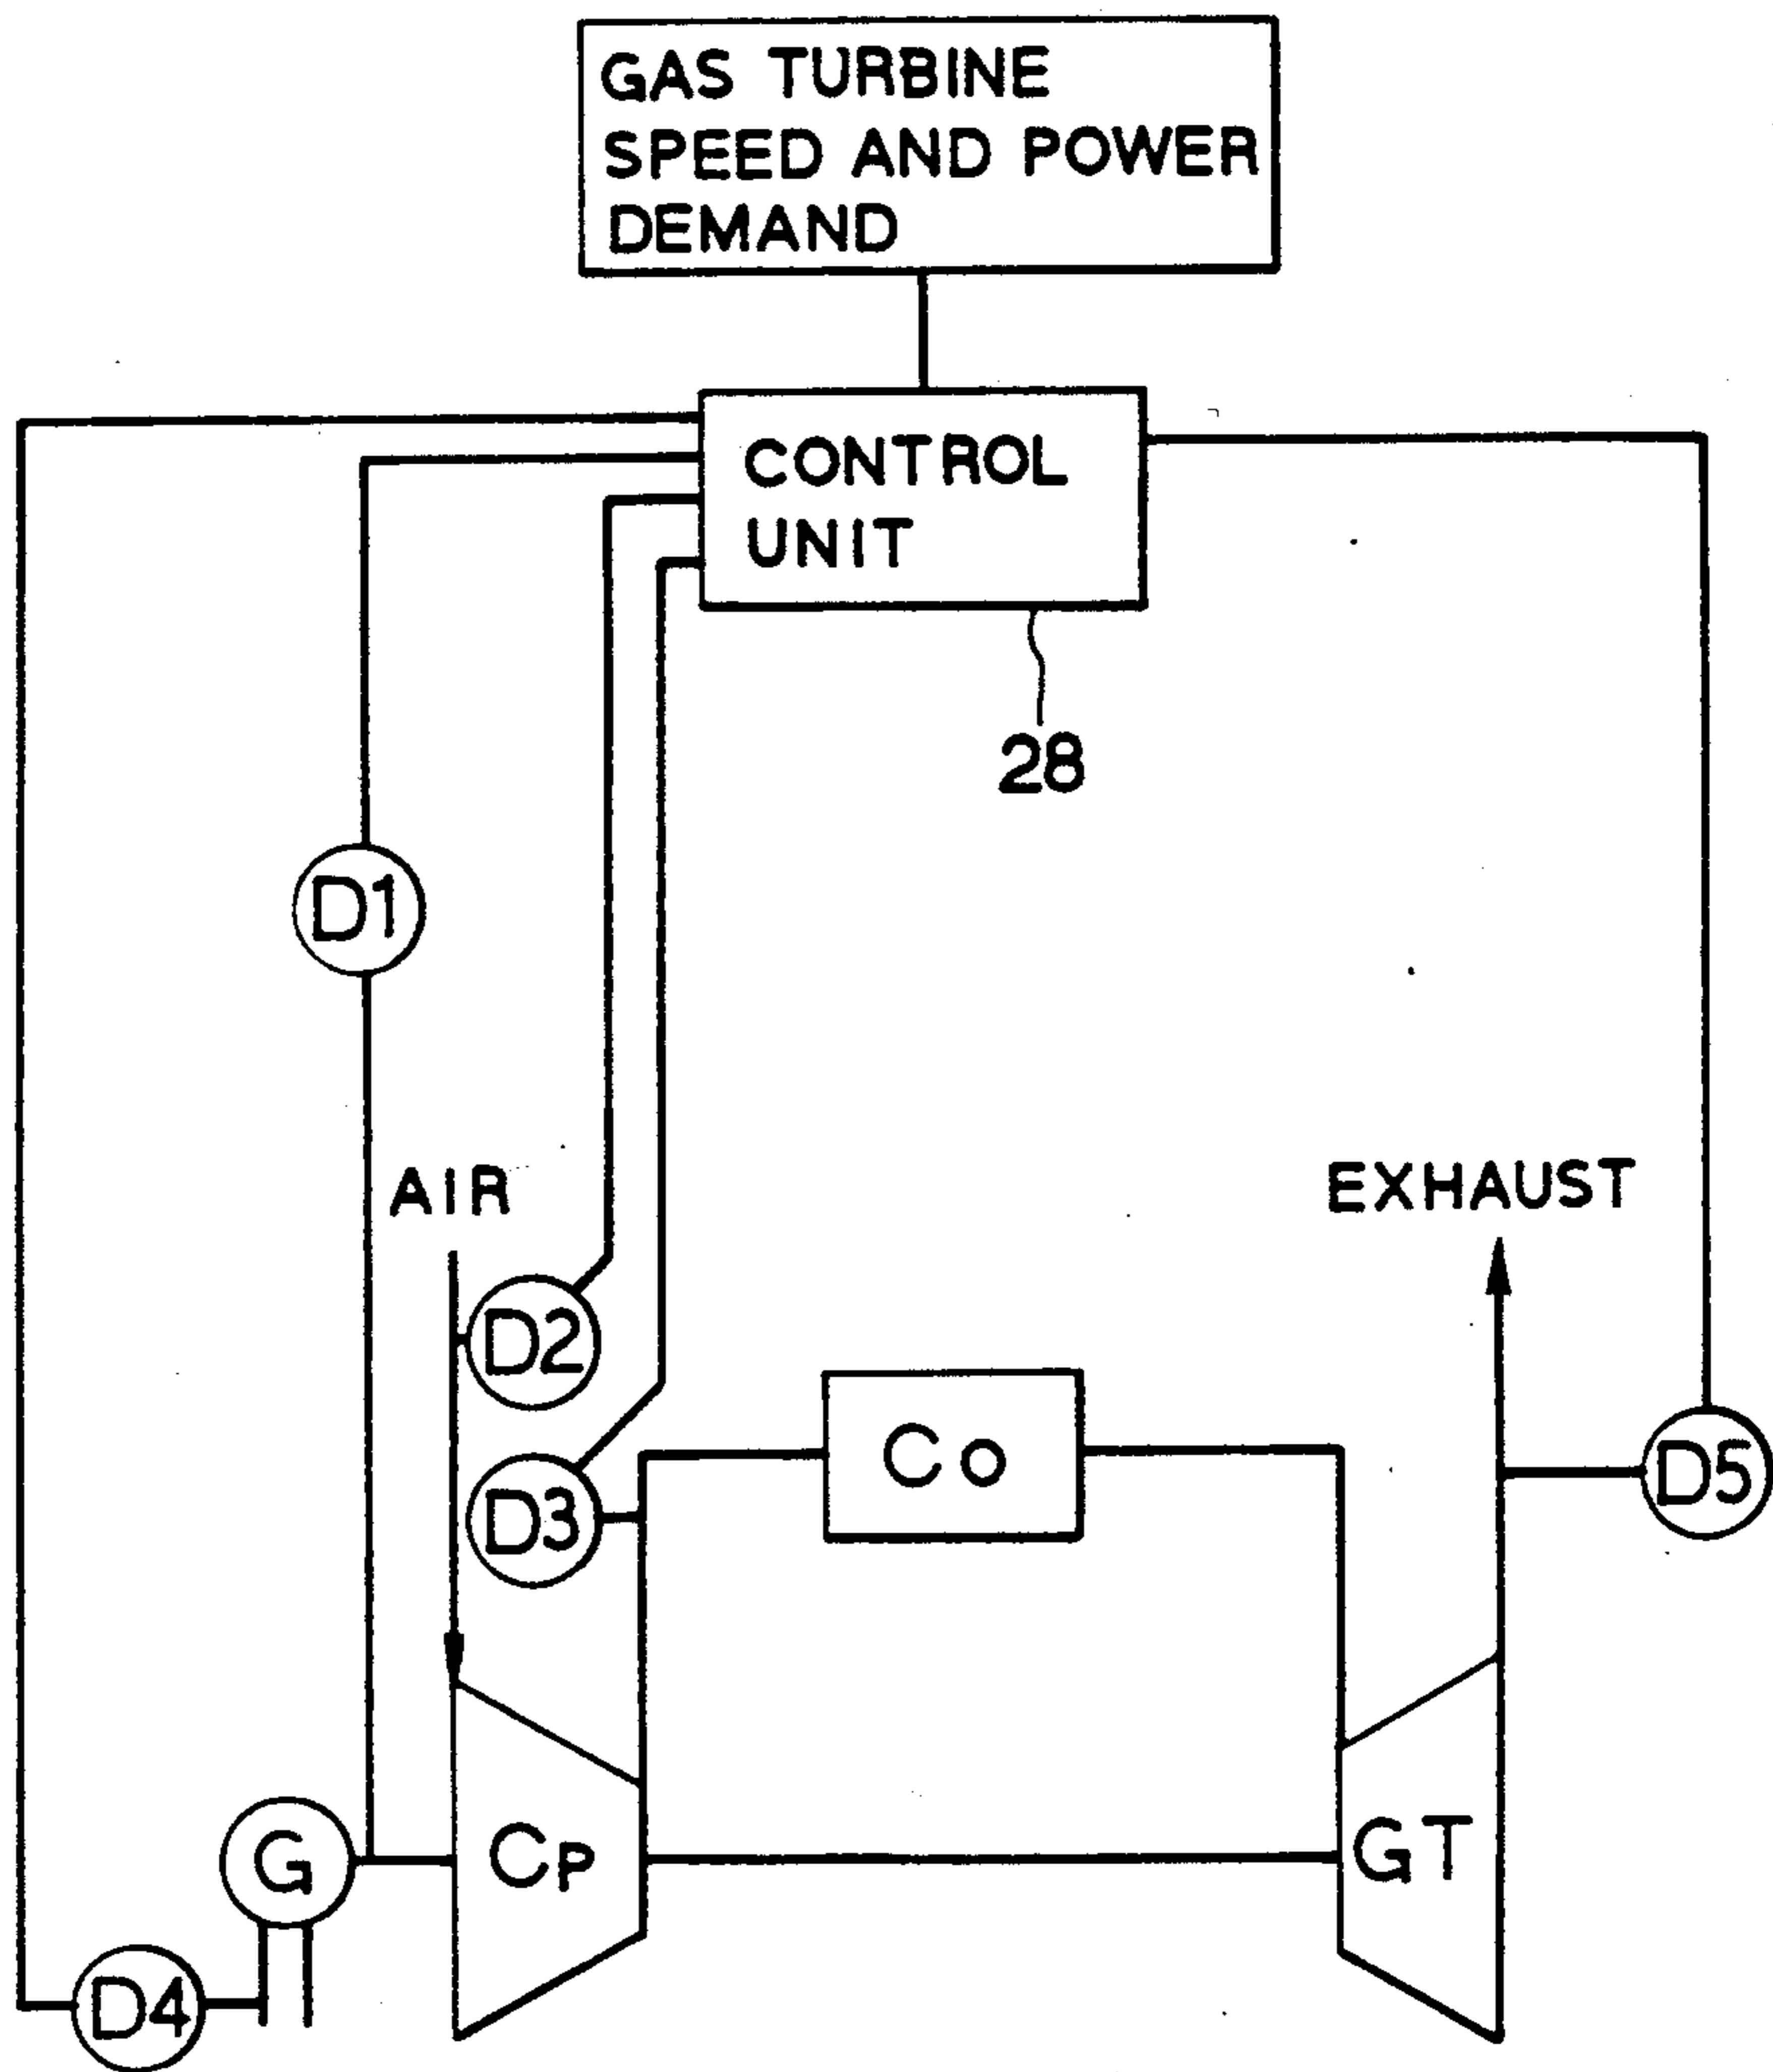 GAS TURBINE
SPEED AND POWER
DEMAND
CONTROL
UNIT
28
D1
AIR
EXHAUST
D2
Co
D5
D3
G
CP
GT
D4